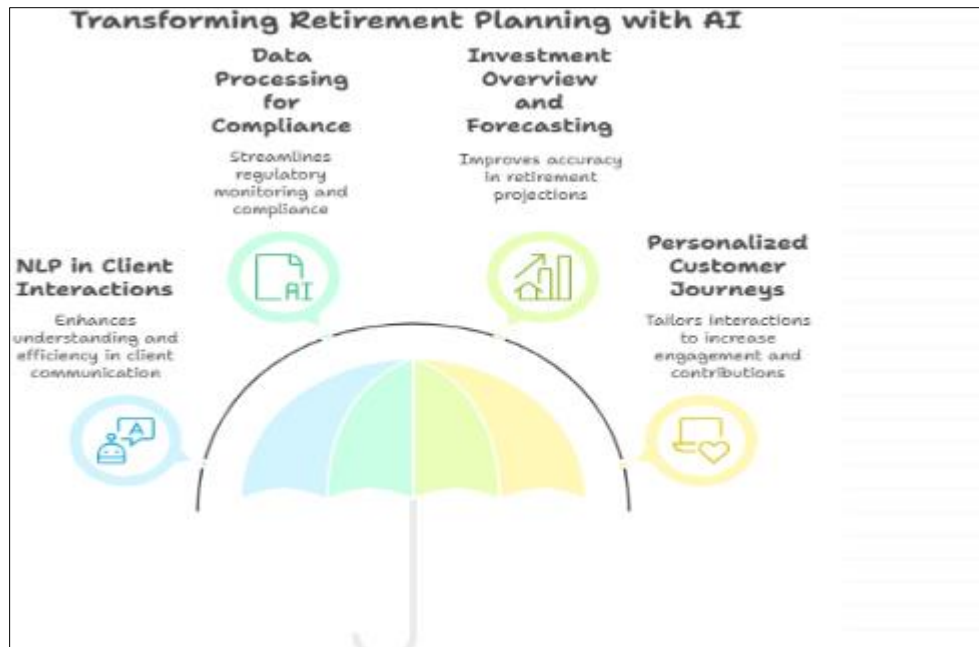 Transforming Retirement Planning with AI
Data
Processing
for
Compliance
Streamlines
regulatory
monitoring and
compliance
Investment
Overview
and
Forecasting
Improves accuracy
in retirement
projections
NLP in Client
Interactions
Enhances
understanding and
efficiency in client
communication
Personalized
Customer
Journeys
Tailors interactions
to increase
engagement and
contributions
AI
A